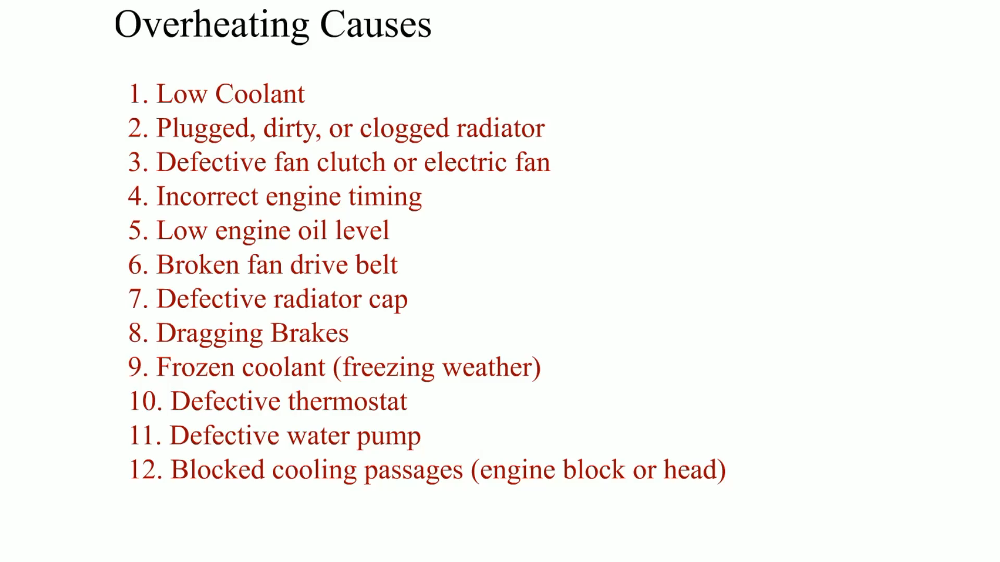 Overheating Causes
1. Low Coolant
2. Plugged, dirty, or clogged radiator
3. Defective fan clutch or electric fan
4. Incorrect engine timing
5. Low engine oil level
6. Broken fan drive belt
7. Defective radiator cap
8. Dragging Brakes
9. Frozen coolant (freezing weather)
10. Defective thermostat
11. Defective water pump
12. Blocked cooling passages (engine block or head)